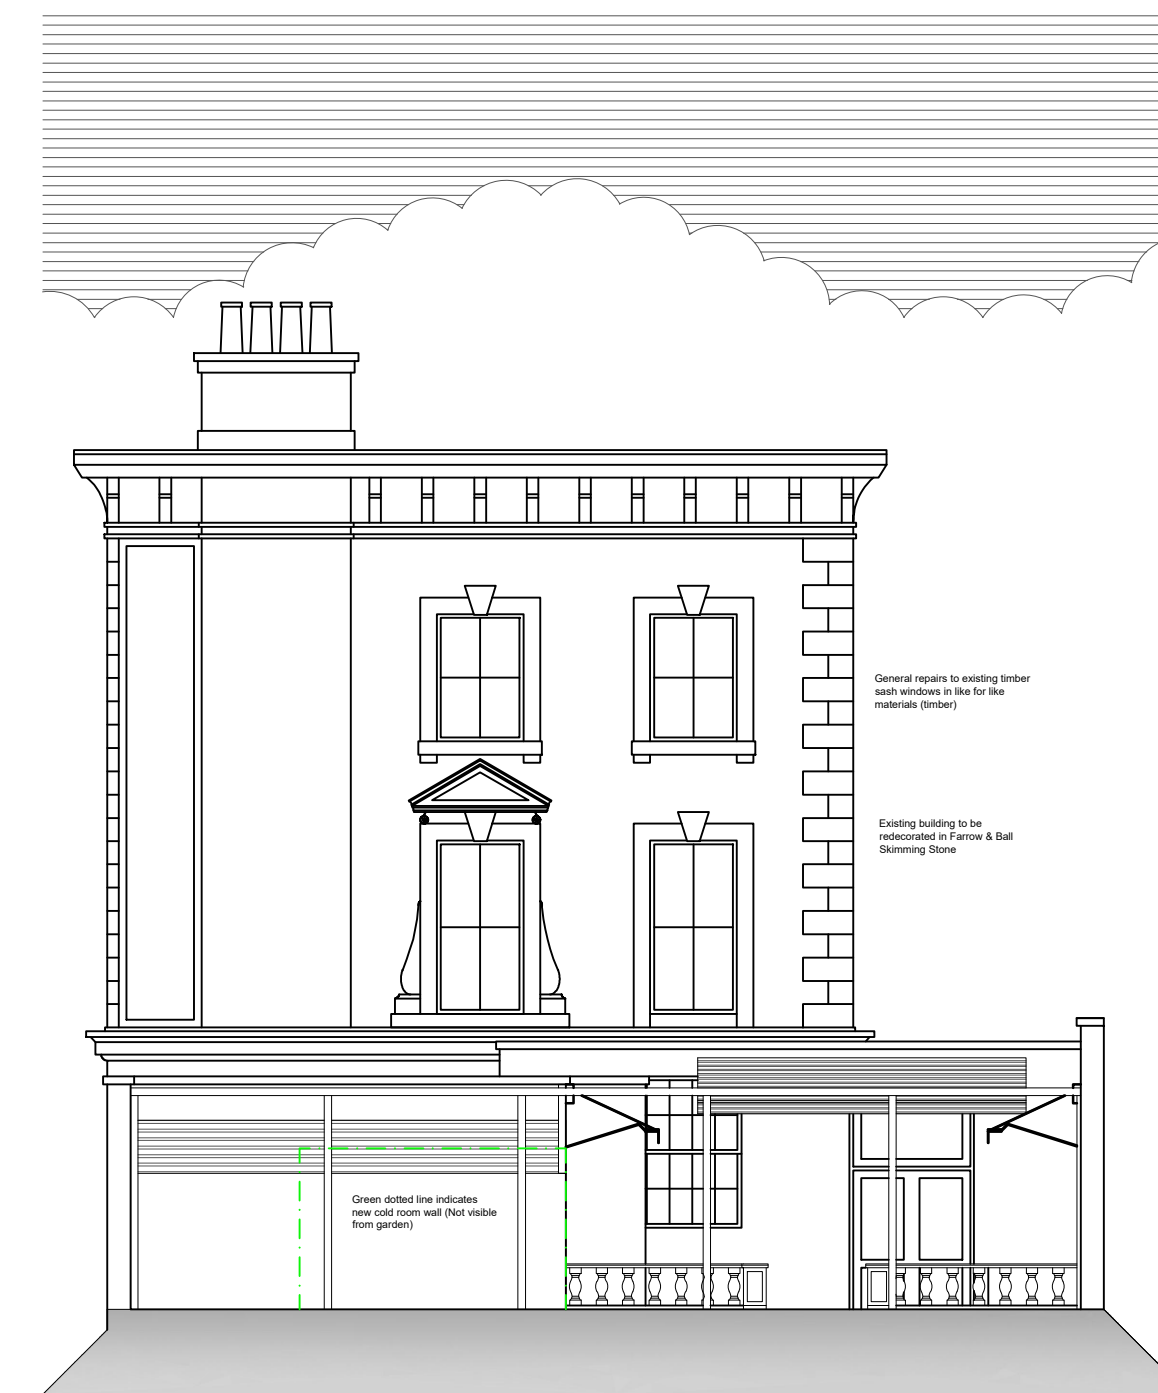 General repairs to existing timber
sash windows in like for like
materials (timber)
Existing building to be
redecorated in Farrow & Ball
Skimming Stone
Green dotted line indicates
new cold room wall (Not visible
from garden)